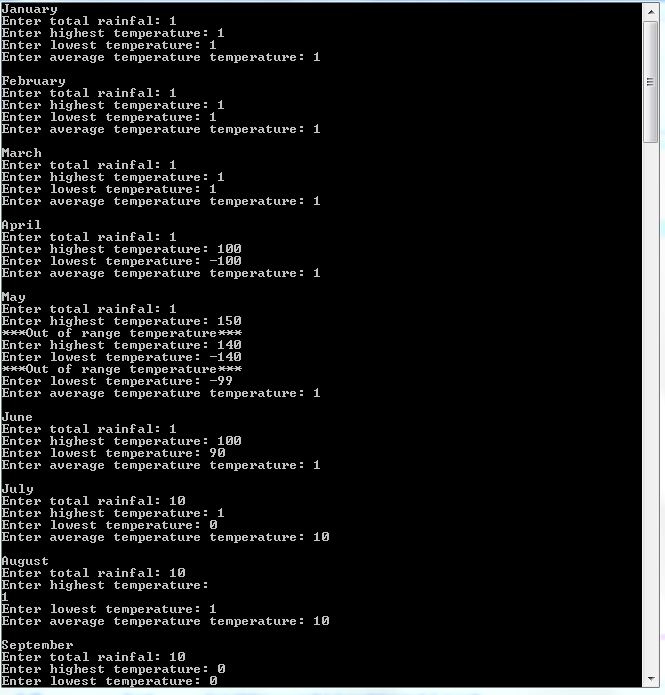 January
Enter total rainfal: 1
Enter highest temperature: 1
Enter lowest temperature: 1
Enter average temperature temperature: 1
February
Enter total rainfal: 1
Enter highest temperature: 1
Enter lowest temperature: 1
Enter average temperature temperature: 1
March
Enter total rainfal: 1
Enter highest temperature: 1
Enter lowest temperature: 1
Enter average temperature temperature: 1
April
Enter total rainfal: 1
Enter highest temperature: 100
Enter lowest temperature: -100
Enter average temperature temperature: 1
May
Enter total rainfal: 1
Enter highest temperature: 150
***Out of range temperature***
Enter highest temperature: 140
Enter lowest temperature: -140
***Out of range temperature***
Enter lowest temperature: -99
Enter average temperature temperature: 1
June
Enter total rainfal: 1
Enter highest temperature: 100
Enter lowest temperature: 90
Enter average temperature temperature: 1
July
Enter total rainfal: 10
Enter highest temperature: 1
Enter lowest temperature: 0
Enter average temperature temperature: 10
August
Enter total rainfal: 10
Enter highest temperature:
1
Enter lowest temperature: 1
Enter average temperature temperature: 10
September
Enter total rainfal: 10
Enter highest temperature: 0
Enter lowest temperature: 0